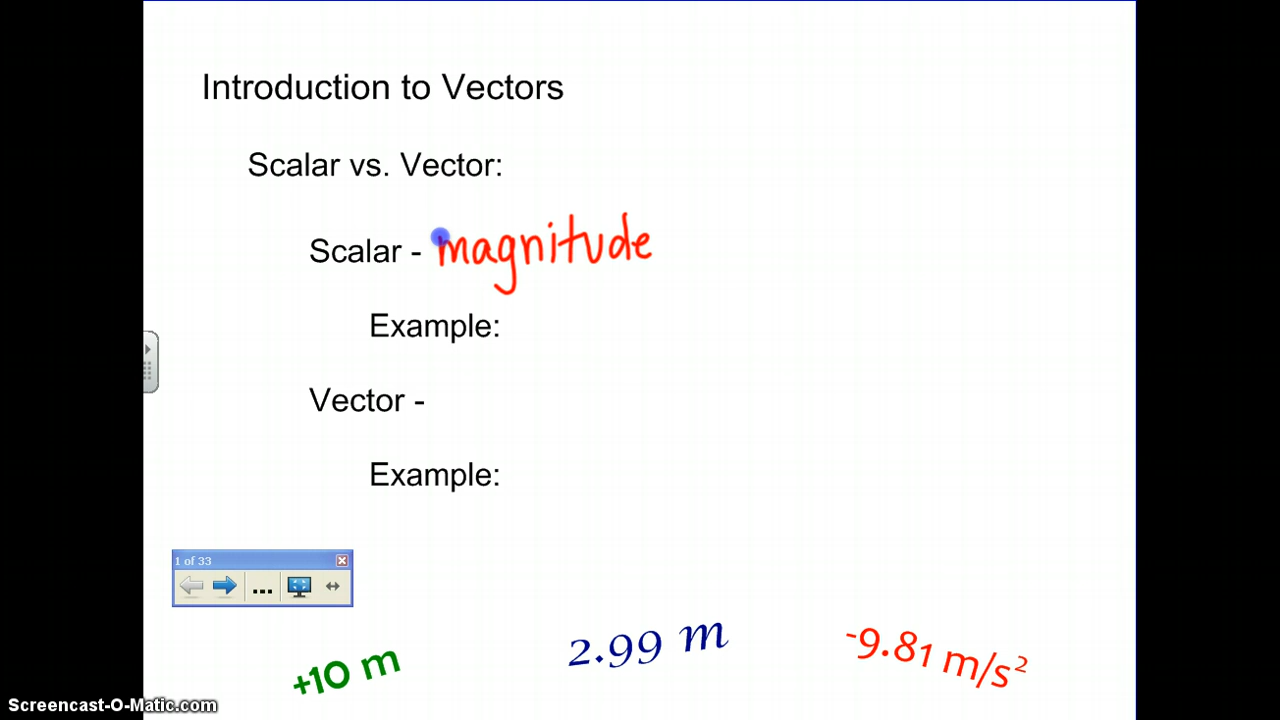 Introduction to Vectors
Scalar vs. Vector:
Scalar - magnitude
Example:
Vector -
Example:
1 of 33
+10 m
2.99 m
-9.81 m/s²
Screencast-O-Matic.com